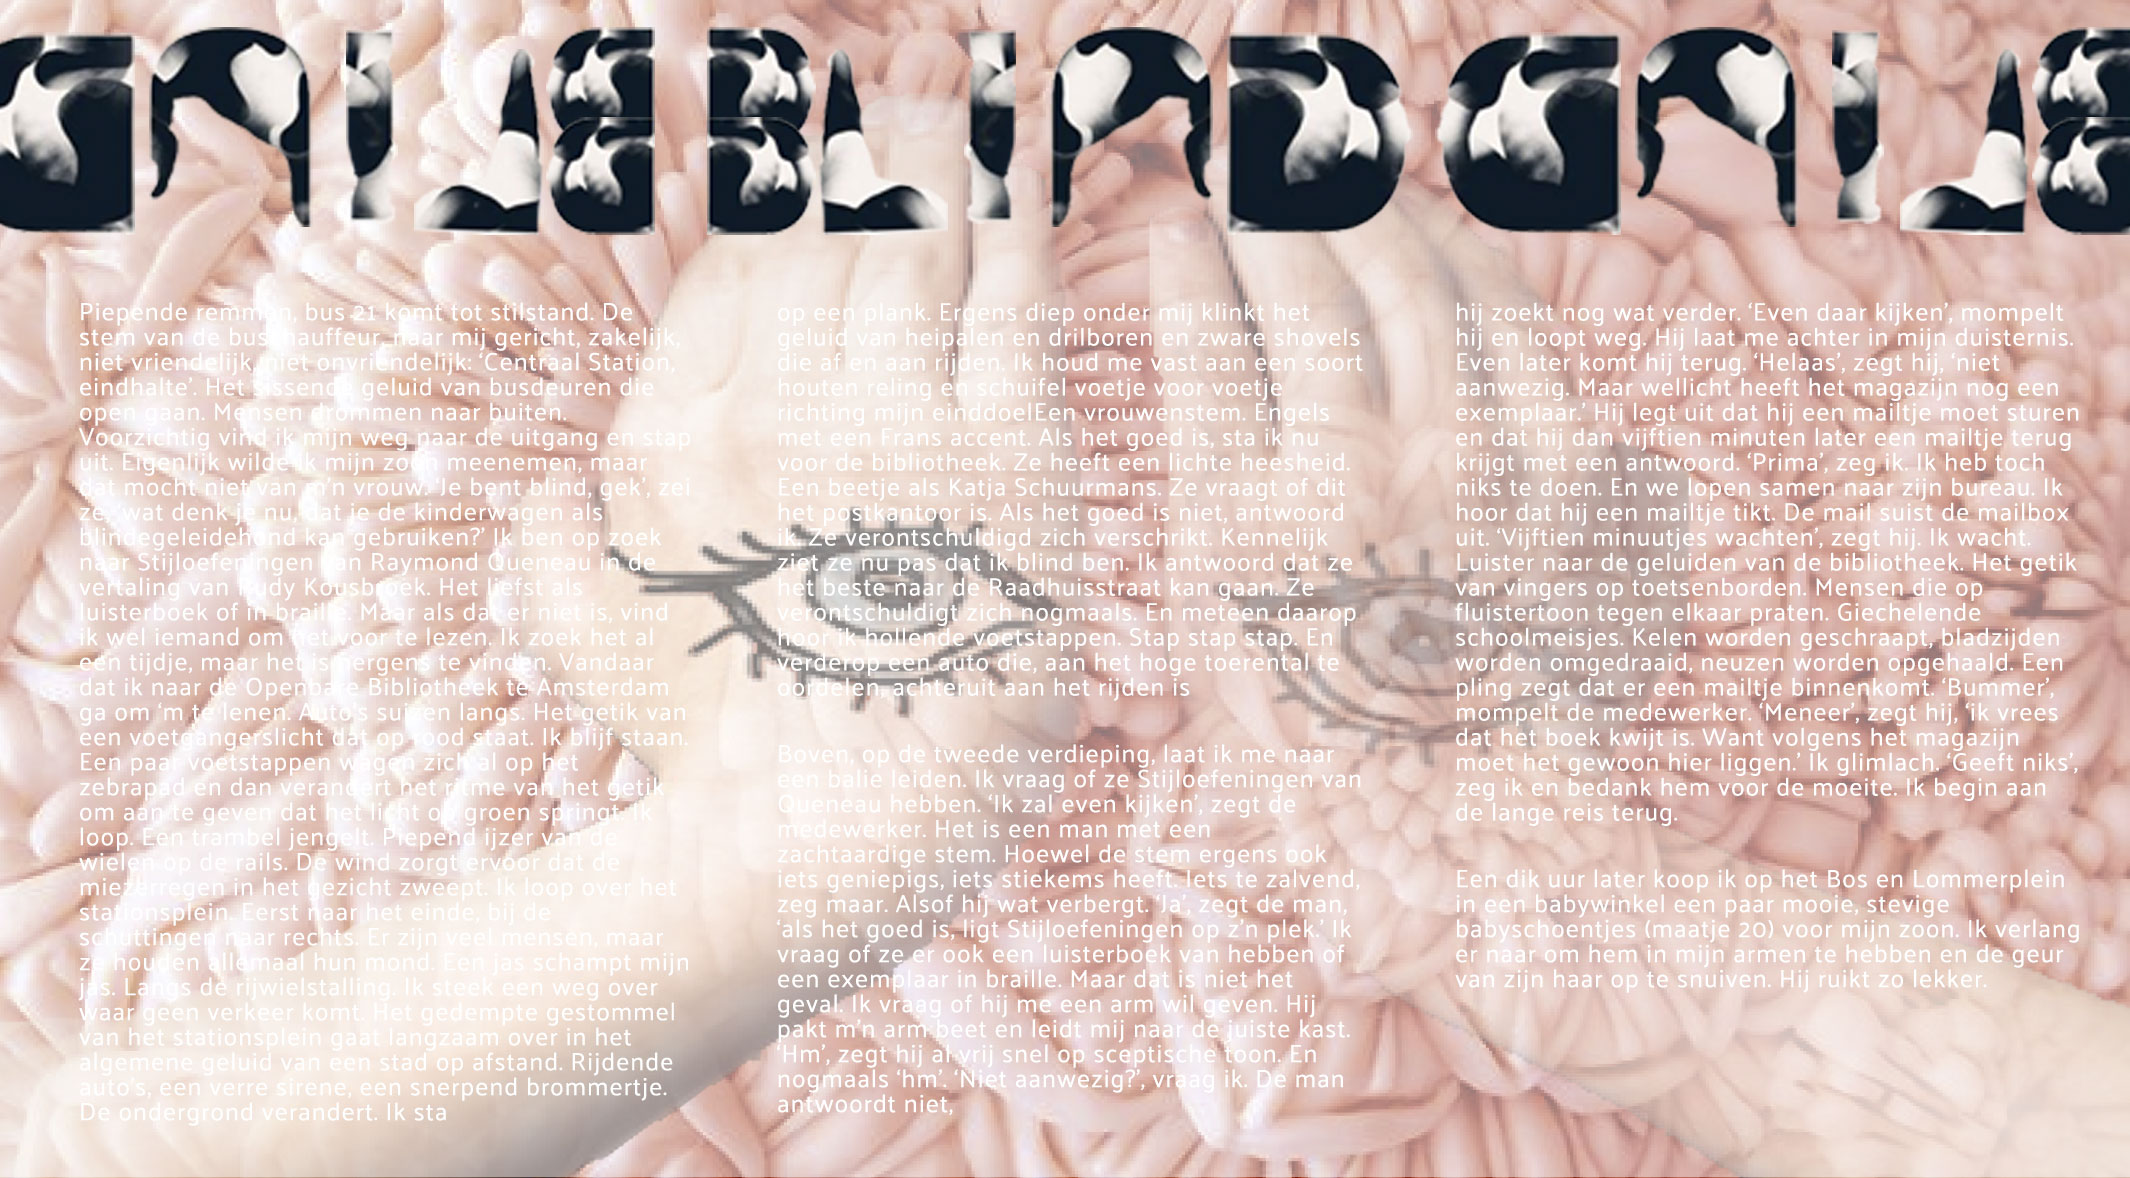 BLIND
Piepende remmen, bus 21 komt tot stilstand. De
stem van de buschauffeur, naar mij gericht, zakelijk,
niet vriendelijk, niet onvriendelijk: ‘Centraal Station,
eindhalte’. Het sissende geluid van busdeuren die
open gaan. Mensen drommen naar buiten.
Voorzichtig vind ik mijn weg naar de uitgang en stap
uit. Eigenlijk wilde ik mijn zoon meenemen, maar
dat mocht niet van m’n vrouw. ‘Je bent blind, gek’, zei
ze, ‘wat denk je nu, dat je de kinderwagen als
blindegeleidehond kan gebruiken?’ Ik ben op zoek
naar Stijloefeningen van Raymond Queneau in de
vertaling van Rudy Kousbroek. Het liefst als
luisterboek of in braille. Maar als dat er niet is, vind
ik wel iemand om het voor te lezen. Ik zoek het al
een tijdje, maar het is nergens te vinden. Vandaar
dat ik naar de Openbare Bibliotheek te Amsterdam
ga om ‘m te lenen. Auto’s suizen langs. Het getik van
een voetgangerslicht dat op rood staat. Ik blijf staan.
Een paar voetstappen wagen zich al op het
zebrapad en dan verandert het ritme van het getik
om aan te geven dat het licht op groen springt. Ik
loop. Een trambel jengelt. Piepend ijzer van de
wielen op de rails. De wind zorgt ervoor dat de
miezerregen in het gezicht zweept. Ik loop over het
stationsplein. Eerst naar het einde, bij de
schuttingen naar rechts. Er zijn veel mensen, maar
ze houden allemaal hun mond. Een jas schampt mijn
jas. Langs de rijwielstalling. Ik steek een weg over
waar geen verkeer komt. Het gedempte gestommel
van het stationsplein gaat langzaam over in het
algemene geluid van een stad op afstand. Rijdende
auto’s, een verre sirene, een snerpend brommertje.
De ondergrond verandert. Ik sta
op een plank. Ergens diep onder mij klinkt het
geluid van heipalen en drilboren en zware shovels
die af en aan rijden. Ik houd me vast aan een soort
houten reling en schuifel voetje voor voetje
richting mijn einddoelEen vrouwenstem. Engels
met een Frans accent. Als het goed is, sta ik nu
voor de bibliotheek. Ze heeft een lichte heesheid.
Een beetje als Katja Schuurmans. Ze vraagt of dit
het postkantoor is. Als het goed is niet, antwoord
ik. Ze verontschuldigd zich verschrikt. Kennelijk
ziet ze nu pas dat ik blind ben. Ik antwoord dat ze
het beste naar de Raadhuisstraat kan gaan. Ze
verontschuldigt zich nogmaals. En meteen daarop
hoor ik hollende voetstappen. Stap stap stap. En
verderop een auto die, aan het hoge toerental te
oordelen, achteruit aan het rijden is
Boven, op de tweede verdieping, laat ik me naar
een balie leiden. Ik vraag of ze Stijloefeningen van
Queneau hebben. ‘Ik zal even kijken’, zegt de
medewerker. Het is een man met een
zachtaardige stem. Hoewel de stem ergens ook
iets geniepigs, iets stiekems heeft. Iets te zalvend,
zeg maar. Alsof hij wat verbergt. ‘Ja’, zegt de man,
‘als het goed is, ligt Stijloefeningen op z’n plek.’ Ik
vraag of ze er ook een luisterboek van hebben of
een exemplaar in braille. Maar dat is niet het
geval. Ik vraag of hij me een arm wil geven. Hij
pakt m’n arm beet en leidt mij naar de juiste kast.
‘Hm’, zegt hij al vrij snel op sceptische toon. En
nogmaals ‘hm’. ‘Niet aanwezig?’, vraag ik. De man
antwoordt niet,
hij zoekt nog wat verder. ‘Even daar kijken’, mompelt
hij en loopt weg. Hij laat me achter in mijn duisternis.
Even later komt hij terug. ‘Helaas’, zegt hij, ‘niet
aanwezig. Maar wellicht heeft het magazijn nog een
exemplaar.’ Hij legt uit dat hij een mailtje moet sturen
en dat hij dan vijftien minuten later een mailtje terug
krijgt met een antwoord. ‘Prima’, zeg ik. Ik heb toch
niks te doen. En we lopen samen naar zijn bureau. Ik
hoor dat hij een mailtje tikt. De mail suist de mailbox
uit. ‘Vijftien minuutjes wachten’, zegt hij. Ik wacht.
Luister naar de geluiden van de bibliotheek. Het getik
van vingers op toetsenborden. Mensen die op
fluistertoon tegen elkaar praten. Giechelende
schoolmeisjes. Kelen worden geschraapt, bladzijden
worden omgedraaid, neuzen worden opgehaald. Een
pling zegt dat er een mailtje binnenkomt. ‘Bummer’,
mompelt de medewerker. ‘Meneer’, zegt hij, ‘ik vrees
dat het boek kwijt is. Want volgens het magazijn
moet het gewoon hier liggen.’ Ik glimlach. ‘Geeft niks’,
zeg ik en bedank hem voor de moeite. Ik begin aan
de lange reis terug.
Een dik uur later koop ik op het Bos en Lommerplein
in een babywinkel een paar mooie, stevige
babyschoentjes (maatje 20) voor mijn zoon. Ik verlang
er naar om hem in mijn armen te hebben en de geur
van zijn haar op te snuiven. Hij ruikt zo lekker.